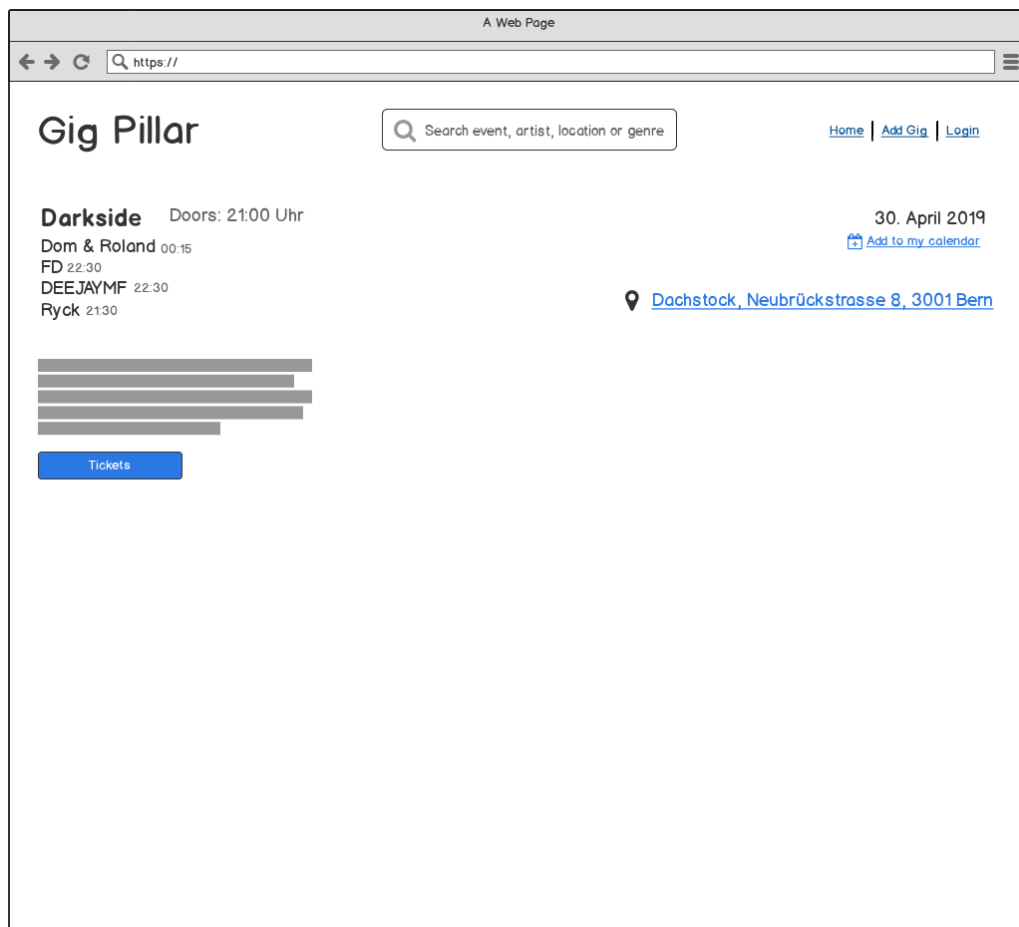 A Web Page
https://
Gig Pillar
Search event, artist, location or genre
Home Add Gig Login
Darkside Doors: 21:00 Uhr
Dom & Roland 00:15
FD 22:30
DEEJAYMF 22:30
Ryck 21:30
30. April 2019
Add to my calendar
Dachstock, Neubrückstrasse 8, 3001 Bern
Tickets